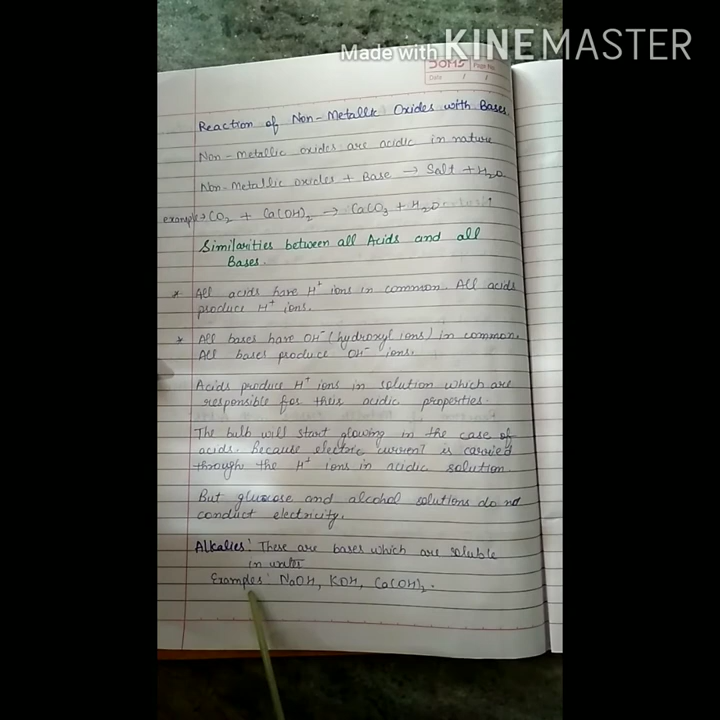 Made with KINEMASTER
JOMS Page No.
Date / /
Reaction of Non-Metallic Oxides with Bases.
Non-metallic oxides are acidic in nature
Non-Metallic oxides + Base → Salt + H₂O
example→ CO₂ + Ca(OH)₂ → CaCO₃ + H₂O
Similarities between all Acids and all
Bases.
* All acids have H⁺ ions in common. All acids
produce H⁺ ions.
* All bases have OH⁻ (hydroxyl ions) in common.
All bases produce OH⁻ ions.
Acids produce H⁺ ions in solution which are
responsible for their acidic properties.
The bulb will start glowing in the case of
acids. Because electric current is carried
through the H⁺ ions in acidic solution
But glucose and alcohol solutions do not
conduct electricity.
Alkalies: These are bases which are soluble
in water
Examples: NaOH, KOH, Ca(OH)₂.